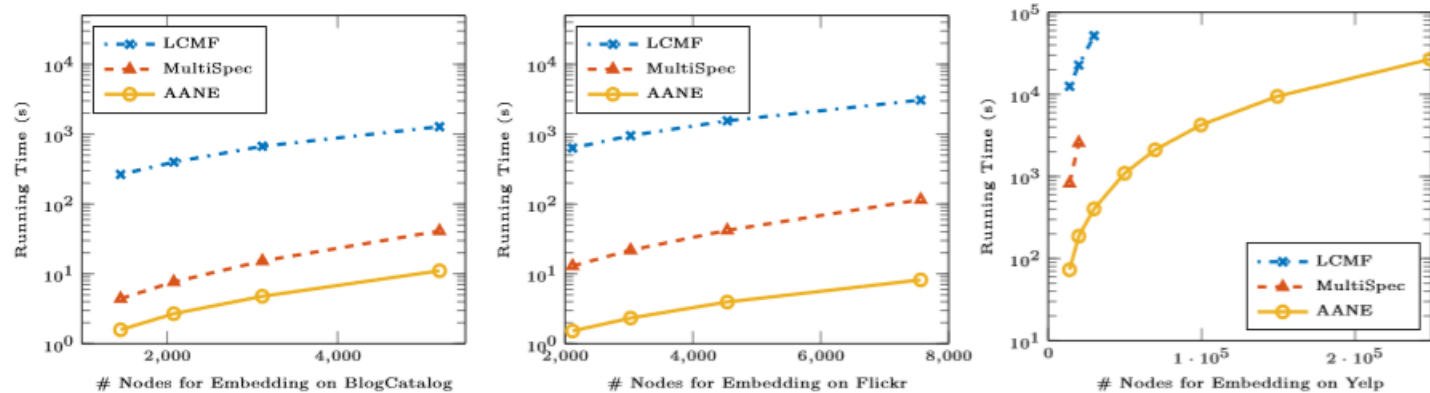 LCMF
MultiSpec
AANE
10^4
10^3
10^2
10^1
10^0
2,000
4,000
Running Time (s)
# Nodes for Embedding on BlogCatalog
LCMF
MultiSpec
AANE
10^4
10^3
10^2
10^1
10^0
2,000
4,000
6,000
8,000
Running Time (s)
# Nodes for Embedding on Flickr
10^5
10^4
10^3
10^2
10^1
LCMF
MultiSpec
AANE
0
1 · 10^5
2 · 10^5
Running Time (s)
# Nodes for Embedding on Yelp